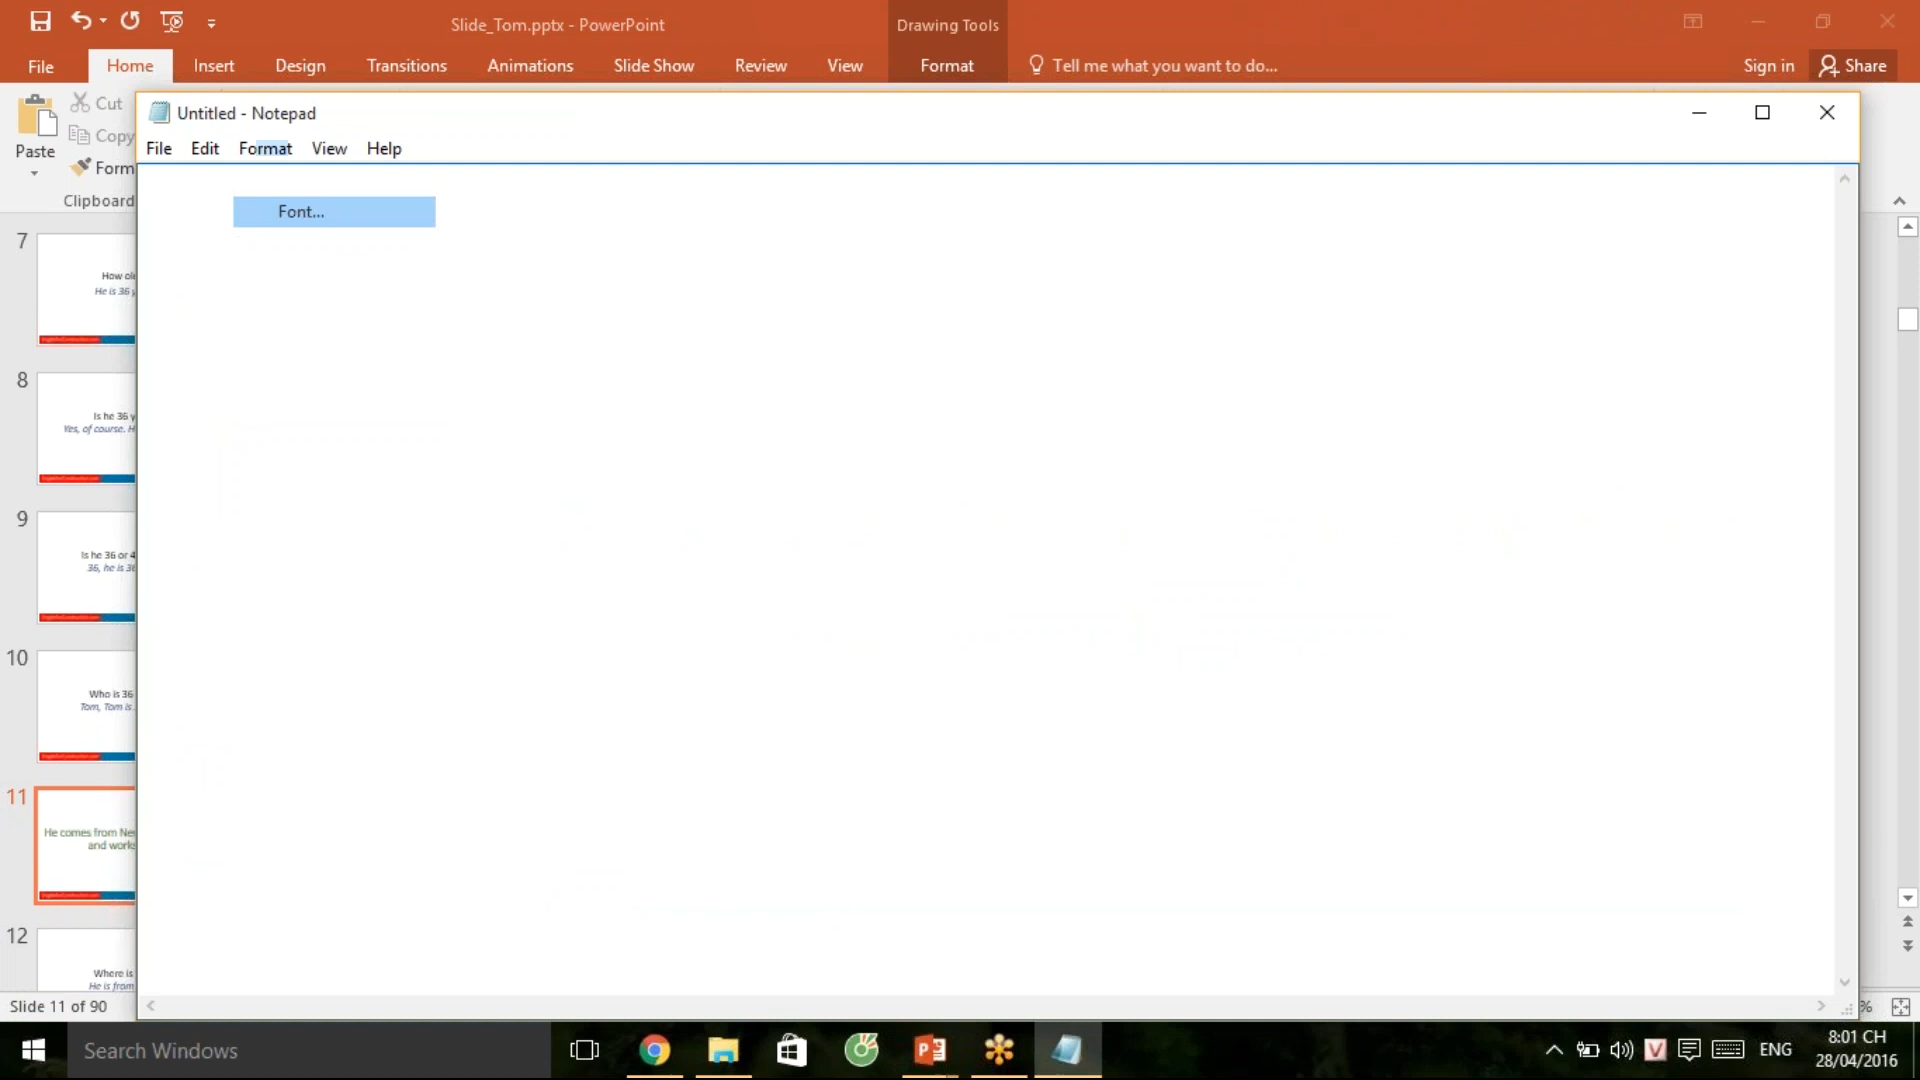 Slide_Tom.pptx - PowerPoint
Drawing Tools
File
Home
Insert
Design
Transitions
Animations
Slide Show
Review
View
Format
Tell me what you want to do...
Sign in
Share
Paste
Cut
Copy
Form
Clipboard
Untitled - Notepad
File
Edit
Format
View
Help
Font...
7
How ol
He is 36 y
8
Is he 36 y
Yes, of course. H
9
Is he 36 or 4
36, he is 36
10
Who is 36
Tom, Tom is
11
He comes from Ne
and work
12
Where is
He is from
Slide 11 of 90
%
Search Windows
ENG
8:01 CH
28/04/2016